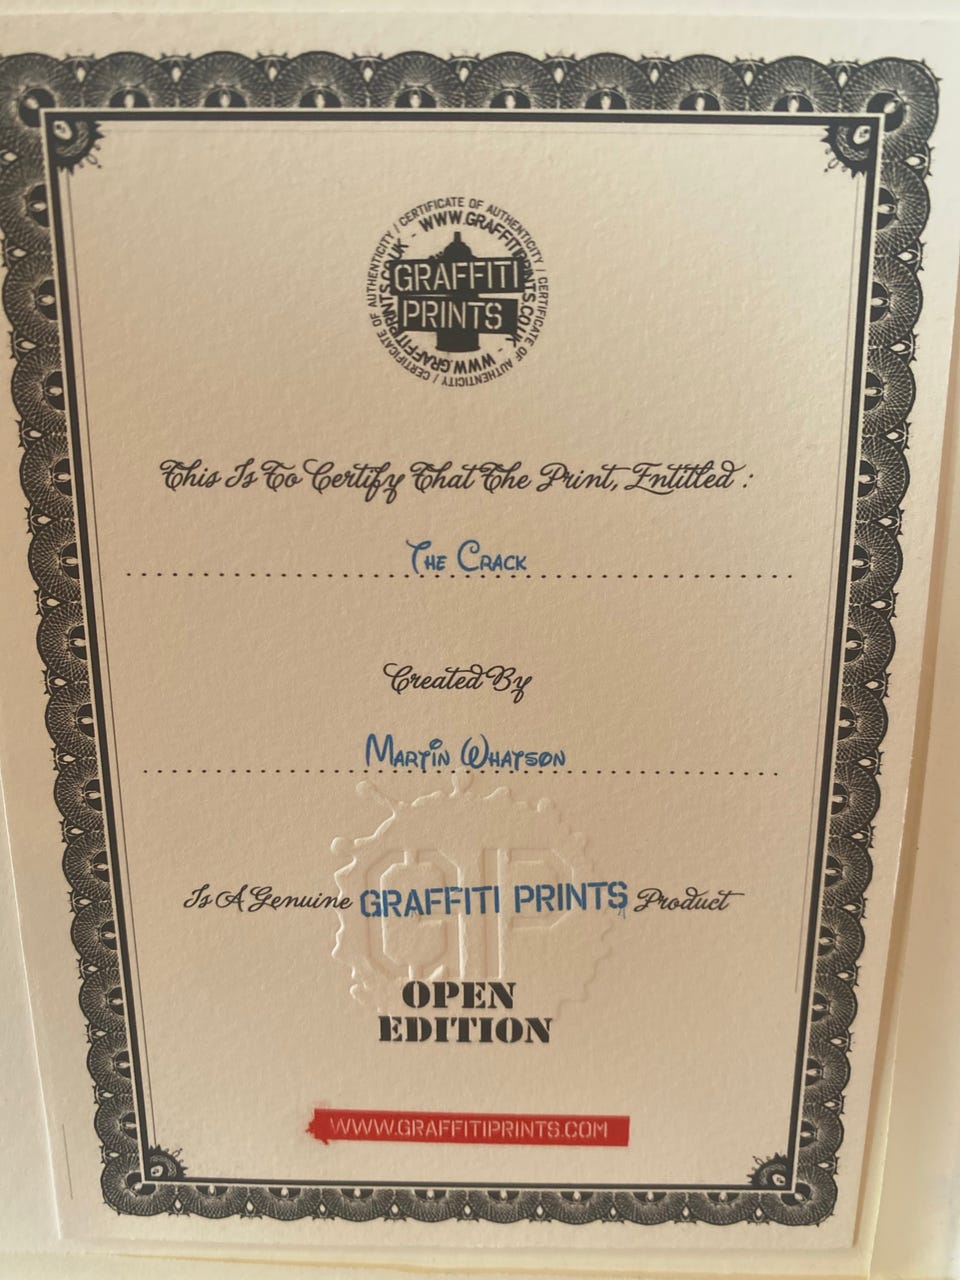 CERTIFICATE OF AUTHENTICITY / CERTIFICATE OF AUTHENTICITY / CERTIFICATE OF AUTHENTICITY /
WWW.GRAFFITIPRINTS.CO.UK - WWW.GRAFFITIPRINTS.CO.UK -
GRAFFITI
PRINTS
This Is To Certify That The Print, Entitled :
The Crack
Created By
Martin Whatson
Is A Genuine GRAFFITI PRINTS Product
GP
OPEN
EDITION
WWW.GRAFFITIPRINTS.COM